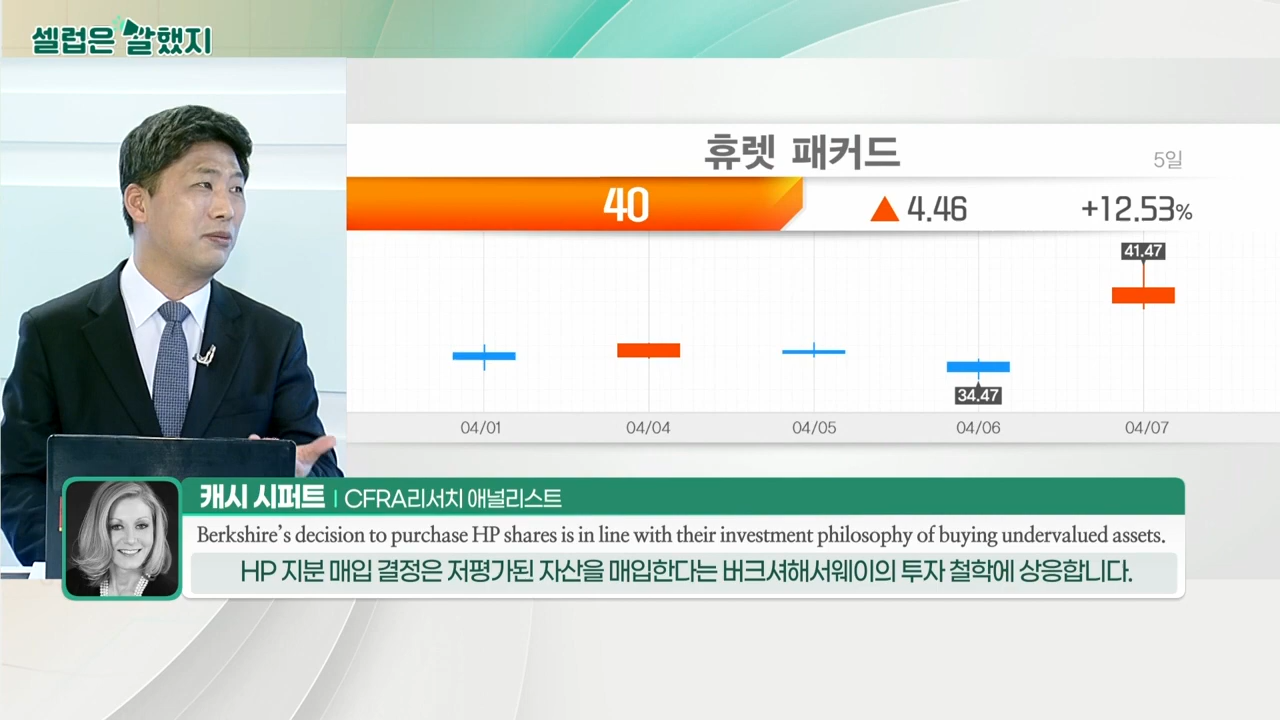 셀럽은 말했지
휴렛 패커드
5일
40 ▲ 4.46 +12.53%
41.47
34.47
04/01 04/04 04/05 04/06 04/07
캐시 시퍼트 | CFRA리서치 애널리스트
Berkshire's decision to purchase HP shares is in line with their investment philosophy of buying undervalued assets.
HP 지분 매입 결정은 저평가된 자산을 매입한다는 버크셔해서웨이의 투자 철학에 상응합니다.